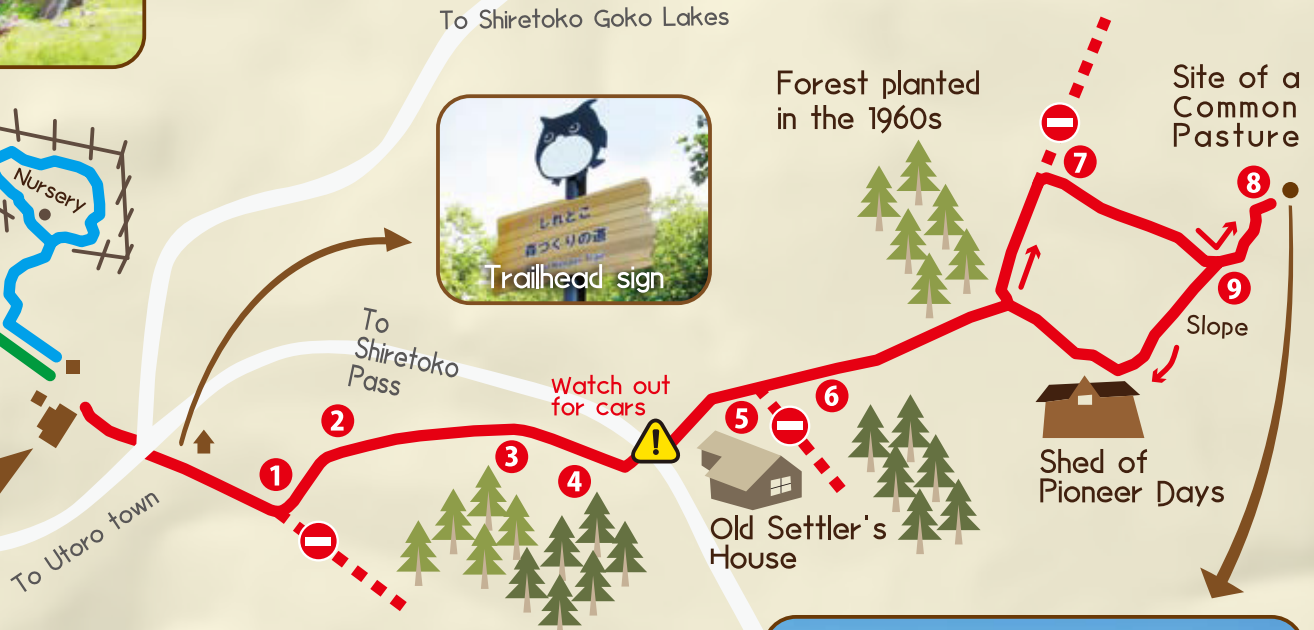 To Shiretoko Goko Lakes
Forest planted
in the 1960s
Site of a
Common
Pasture
Nursery
しれとこ
森づくりの道
Trailhead sign
7
8
9
Slope
To
Shiretoko
Pass
Watch out
for cars
!
1
2
3
4
5
6
Old Settler's
House
Shed of
Pioneer Days
To Utoro town